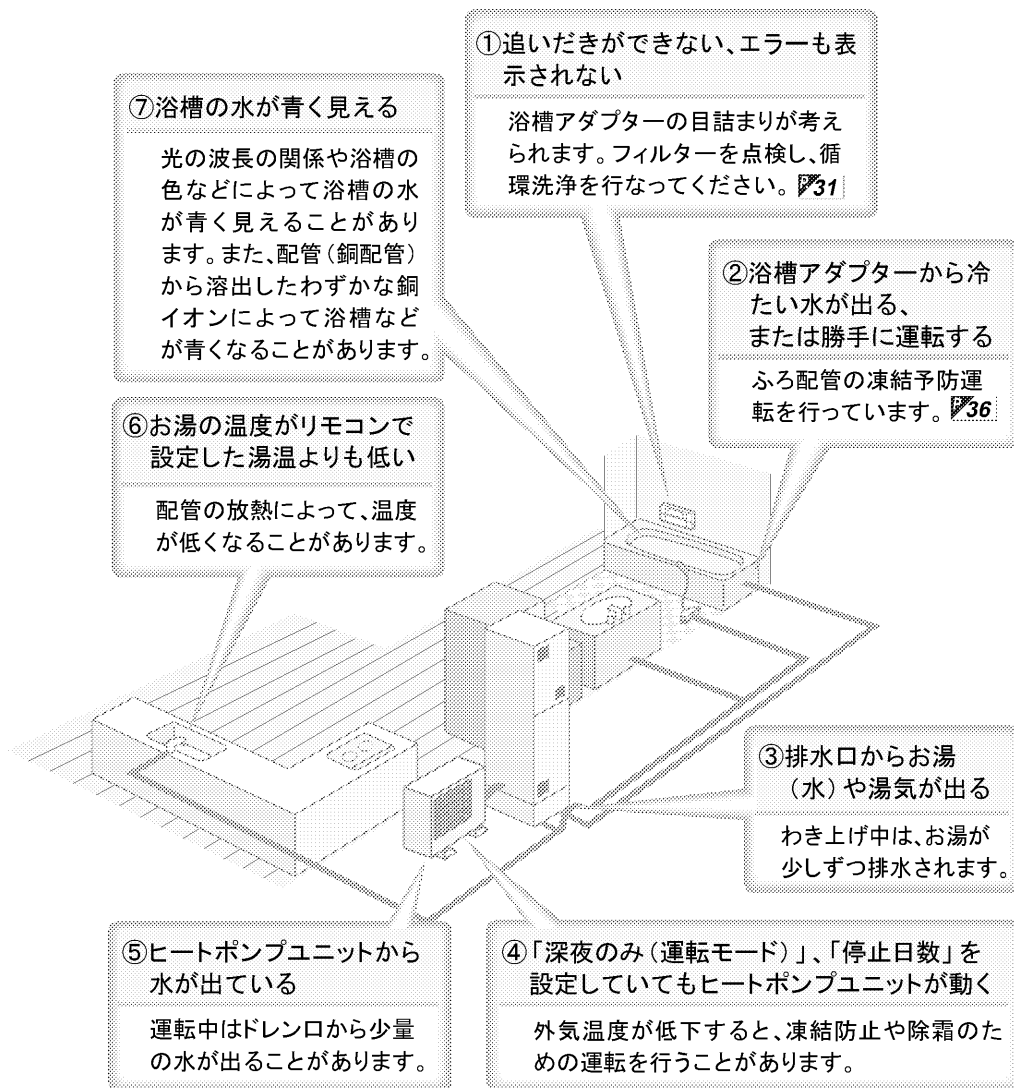 ①追いだきができない、エラーも表
示されない
浴槽アダプターの目詰まりが考え
られます。フィルターを点検し、循
環洗浄を行なってください。 31
②浴槽アダプターから冷
たい水が出る、
または勝手に運転する
ふろ配管の凍結予防運
転を行っています。 36
③排水口からお湯
(水)や湯気が出る
わき上げ中は、お湯が
少しずつ排水されます。
④「深夜のみ(運転モード)」、「停止日数」を
設定していてもヒートポンプユニットが動く
外気温度が低下すると、凍結防止や除霜のた
めの運転を行うことがあります。
⑤ヒートポンプユニットから
水が出ている
運転中はドレン口から少量
の水が出ることがあります。
⑥お湯の温度がリモコンで
設定した湯温よりも低い
配管の放熱によって、温度
が低くなることがあります。
⑦浴槽の水が青く見える
光の波長の関係や浴槽の
色などによって浴槽の水
が青く見えることがあり
ます。また、配管(銅配管)
から溶出したわずかな銅
イオンによって浴槽など
が青くなることがあります。